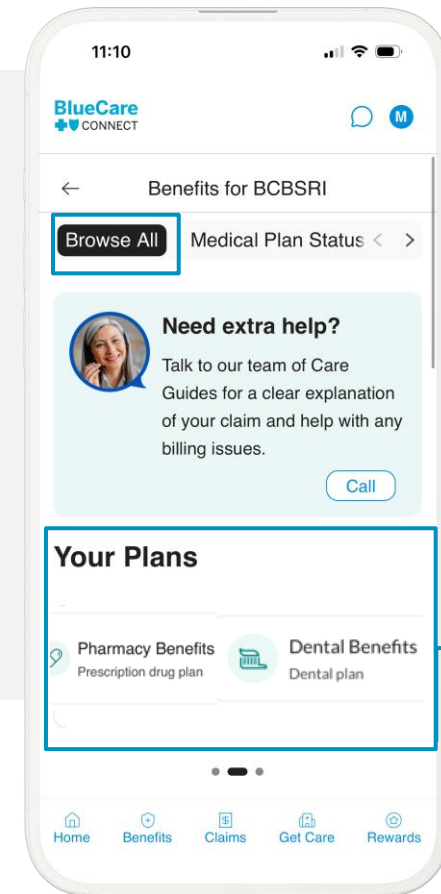 11:10
BlueCare
CONNECT
M
Benefits for BCBSRI
Browse All
Medical Plan Status
Need extra help?
Talk to our team of Care
Guides for a clear explanation
of your claim and help with any
billing issues.
Call
Your Plans
Pharmacy Benefits
Prescription drug plan
Dental Benefits
Dental plan
Home
Benefits
Claims
Get Care
Rewards